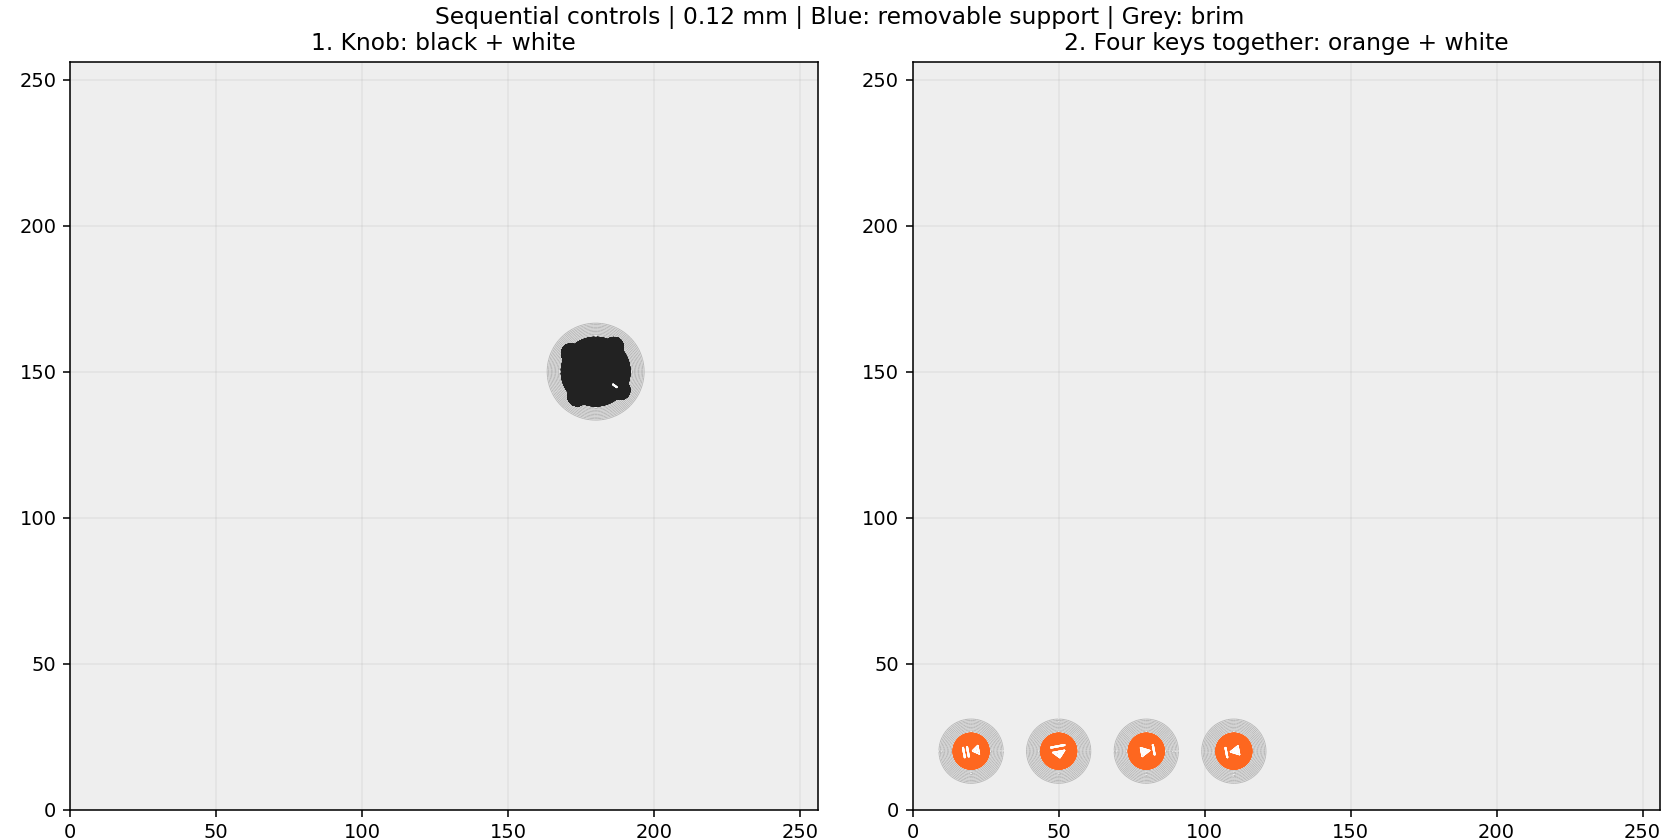 Sequential controls | 0.12 mm | Blue: removable support | Grey: brim
1. Knob: black + white
2. Four keys together: orange + white
250
200
150
100
50
0
0 50 100 150 200 250
250
200
150
100
50
0
0 50 100 150 200 250